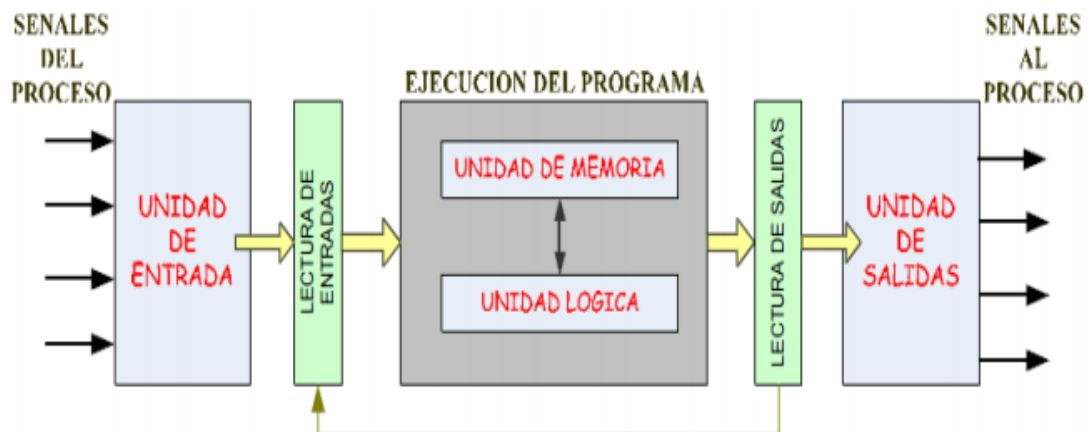 SENALES
DEL
PROCESO
UNIDAD
DE
ENTRADA
LECTURA DE
ENTRADAS
EJECUCION DEL PROGRAMA
UNIDAD DE MEMORIA
UNIDAD LOGICA
LECTURA DE SALIDAS
UNIDAD
DE
SALIDAS
SENALES
AL
PROCESO